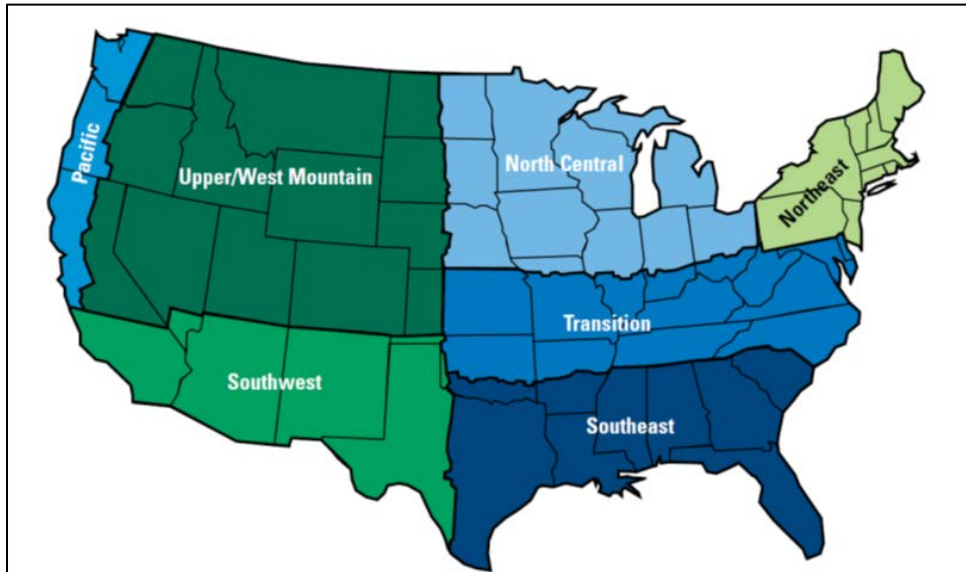 Pacific
Upper/West Mountain
North Central
Northeast
Transition
Southwest
Southeast